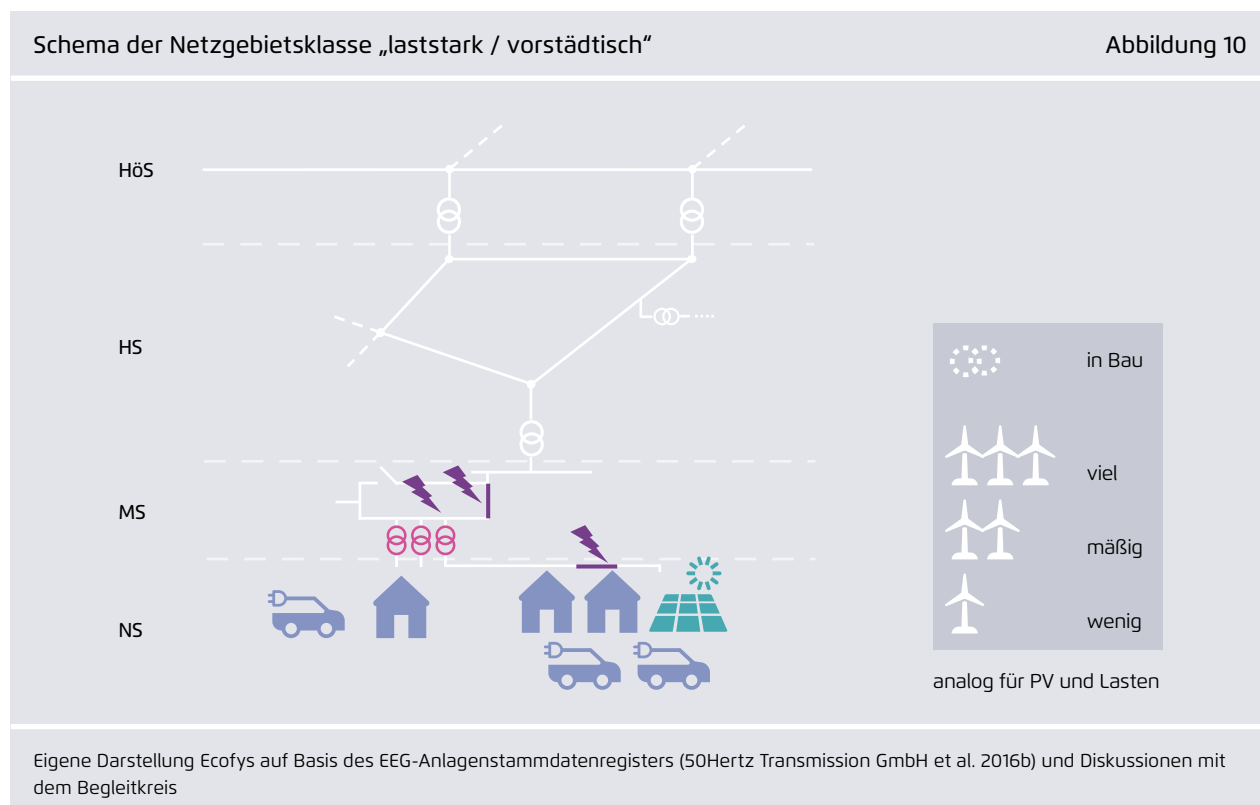 Schema der Netzgebietsklasse „laststark / vorstädtisch“
Abbildung 10
HöS
HS
MS
NS
in Bau
viel
mäßig
wenig
analog für PV und Lasten
Eigene Darstellung Ecofys auf Basis des EEG-Anlagenstammdatenregisters (50Hertz Transmission GmbH et al. 2016b) und Diskussionen mit
dem Begleitkreis